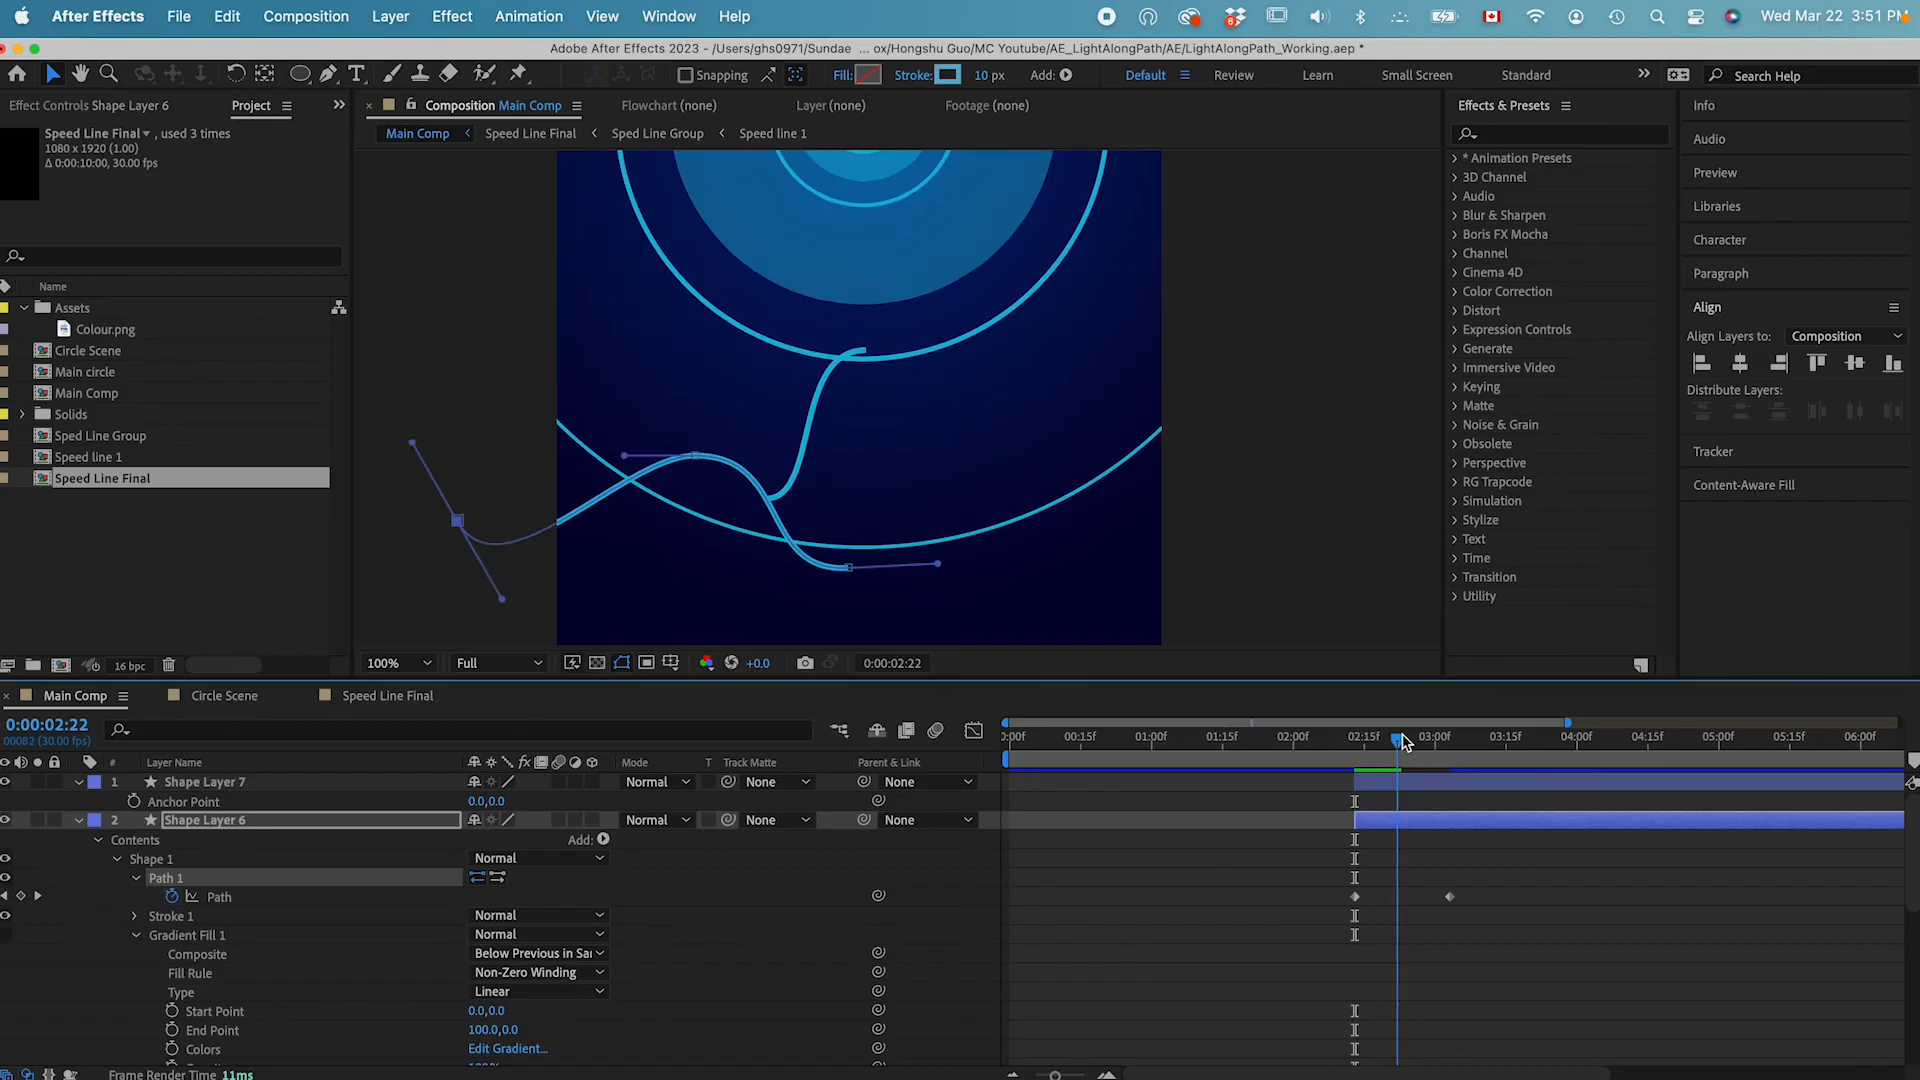 After Effects File Edit Composition Layer Effect Animation View Window Help 6 Wed Mar 22 3:51 PM
Adobe After Effects 2023 - /Users/ghs0971/Sundae ... ox/Hongshu Guo/MC Youtube/AE_LightAlongPath/AE/LightAlongPath_Working.aep *
Snapping Fill: Stroke: 10 px Add: Default Review Learn Small Screen Standard Search Help
Effect Controls Shape Layer 6 Project Composition Main Comp Flowchart (none) Layer (none) Footage (none) Effects & Presets Info
Speed Line Final , used 3 times
1080 x 1920 (1.00)
Δ 0:00:10:00, 30.00 fps
Main Comp Speed Line Final Sped Line Group Speed line 1
Name
Assets
Colour.png
Circle Scene
Main circle
Main Comp
Solids
Sped Line Group
Speed line 1
Speed Line Final
16 bpc
100% Full +0.0 0:00:02:22
* Animation Presets
3D Channel
Audio
Blur & Sharpen
Boris FX Mocha
Channel
Cinema 4D
Color Correction
Distort
Expression Controls
Generate
Immersive Video
Keying
Matte
Noise & Grain
Obsolete
Perspective
RG Trapcode
Simulation
Stylize
Text
Time
Transition
Utility
Audio
Preview
Libraries
Character
Paragraph
Align
Align Layers to: Composition
Distribute Layers:
Tracker
Content-Aware Fill
Main Comp Circle Scene Speed Line Final
0:00:02:22
00082 (30.00 fps)
:00f 00:15f 01:00f 01:15f 02:00f 02:15f 03:00f 03:15f 04:00f 04:15f 05:00f 05:15f 06:00f
# Layer Name fx Mode T Track Matte Parent & Link
1 Shape Layer 7 Normal None None
Anchor Point 0.0,0.0
2 Shape Layer 6 Normal None None
Contents Add:
Shape 1 Normal
Path 1
Path
Stroke 1 Normal
Gradient Fill 1 Normal
Composite Below Previous in Sa
Fill Rule Non-Zero Winding
Type Linear
Start Point 0.0,0.0
End Point 100.0,0.0
Colors Edit Gradient...
Frame Render Time 11ms